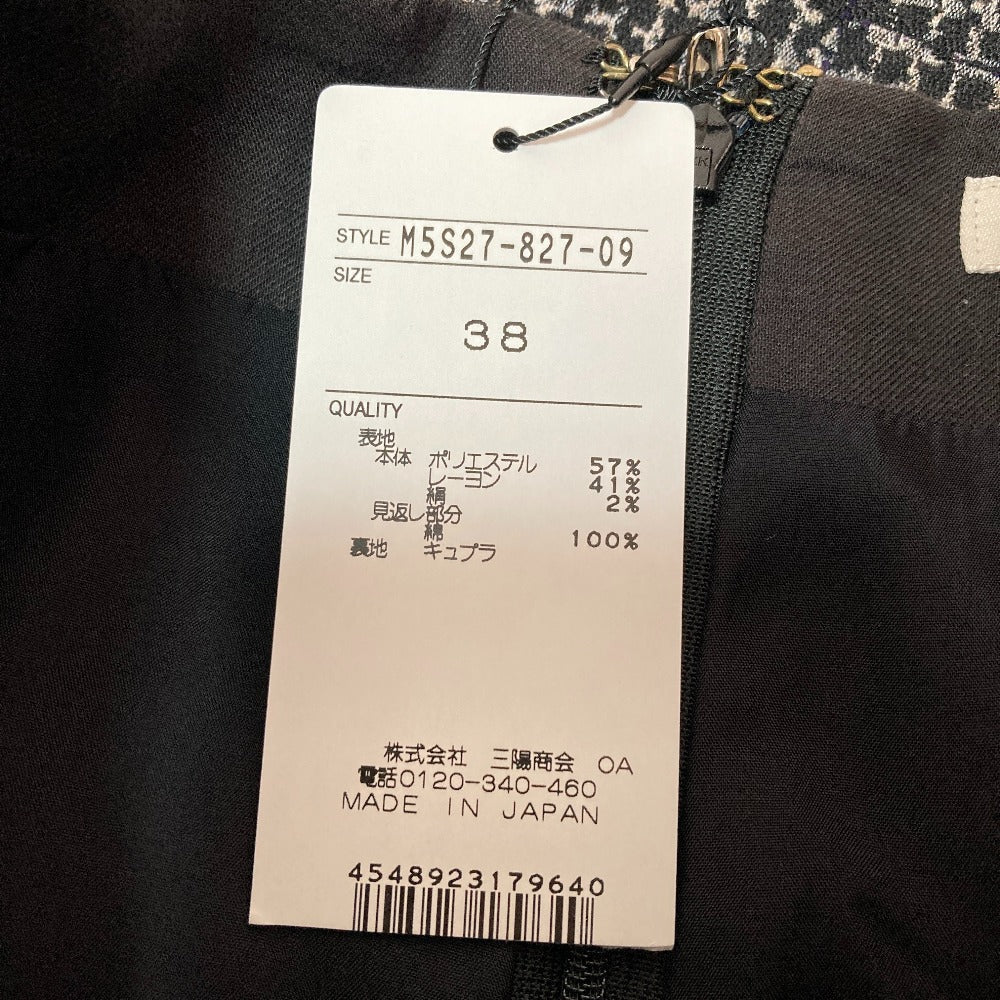 STYLE M5S27-827-09
SIZE
38
QUALITY
表地
本体 ポリエステル 57%
レーヨン 41%
絹 2%
見返し部分
綿 100%
裏地 キュプラ
株式会社 三陽商会 OA
電話0120-340-460
MADE IN JAPAN
4548923179640